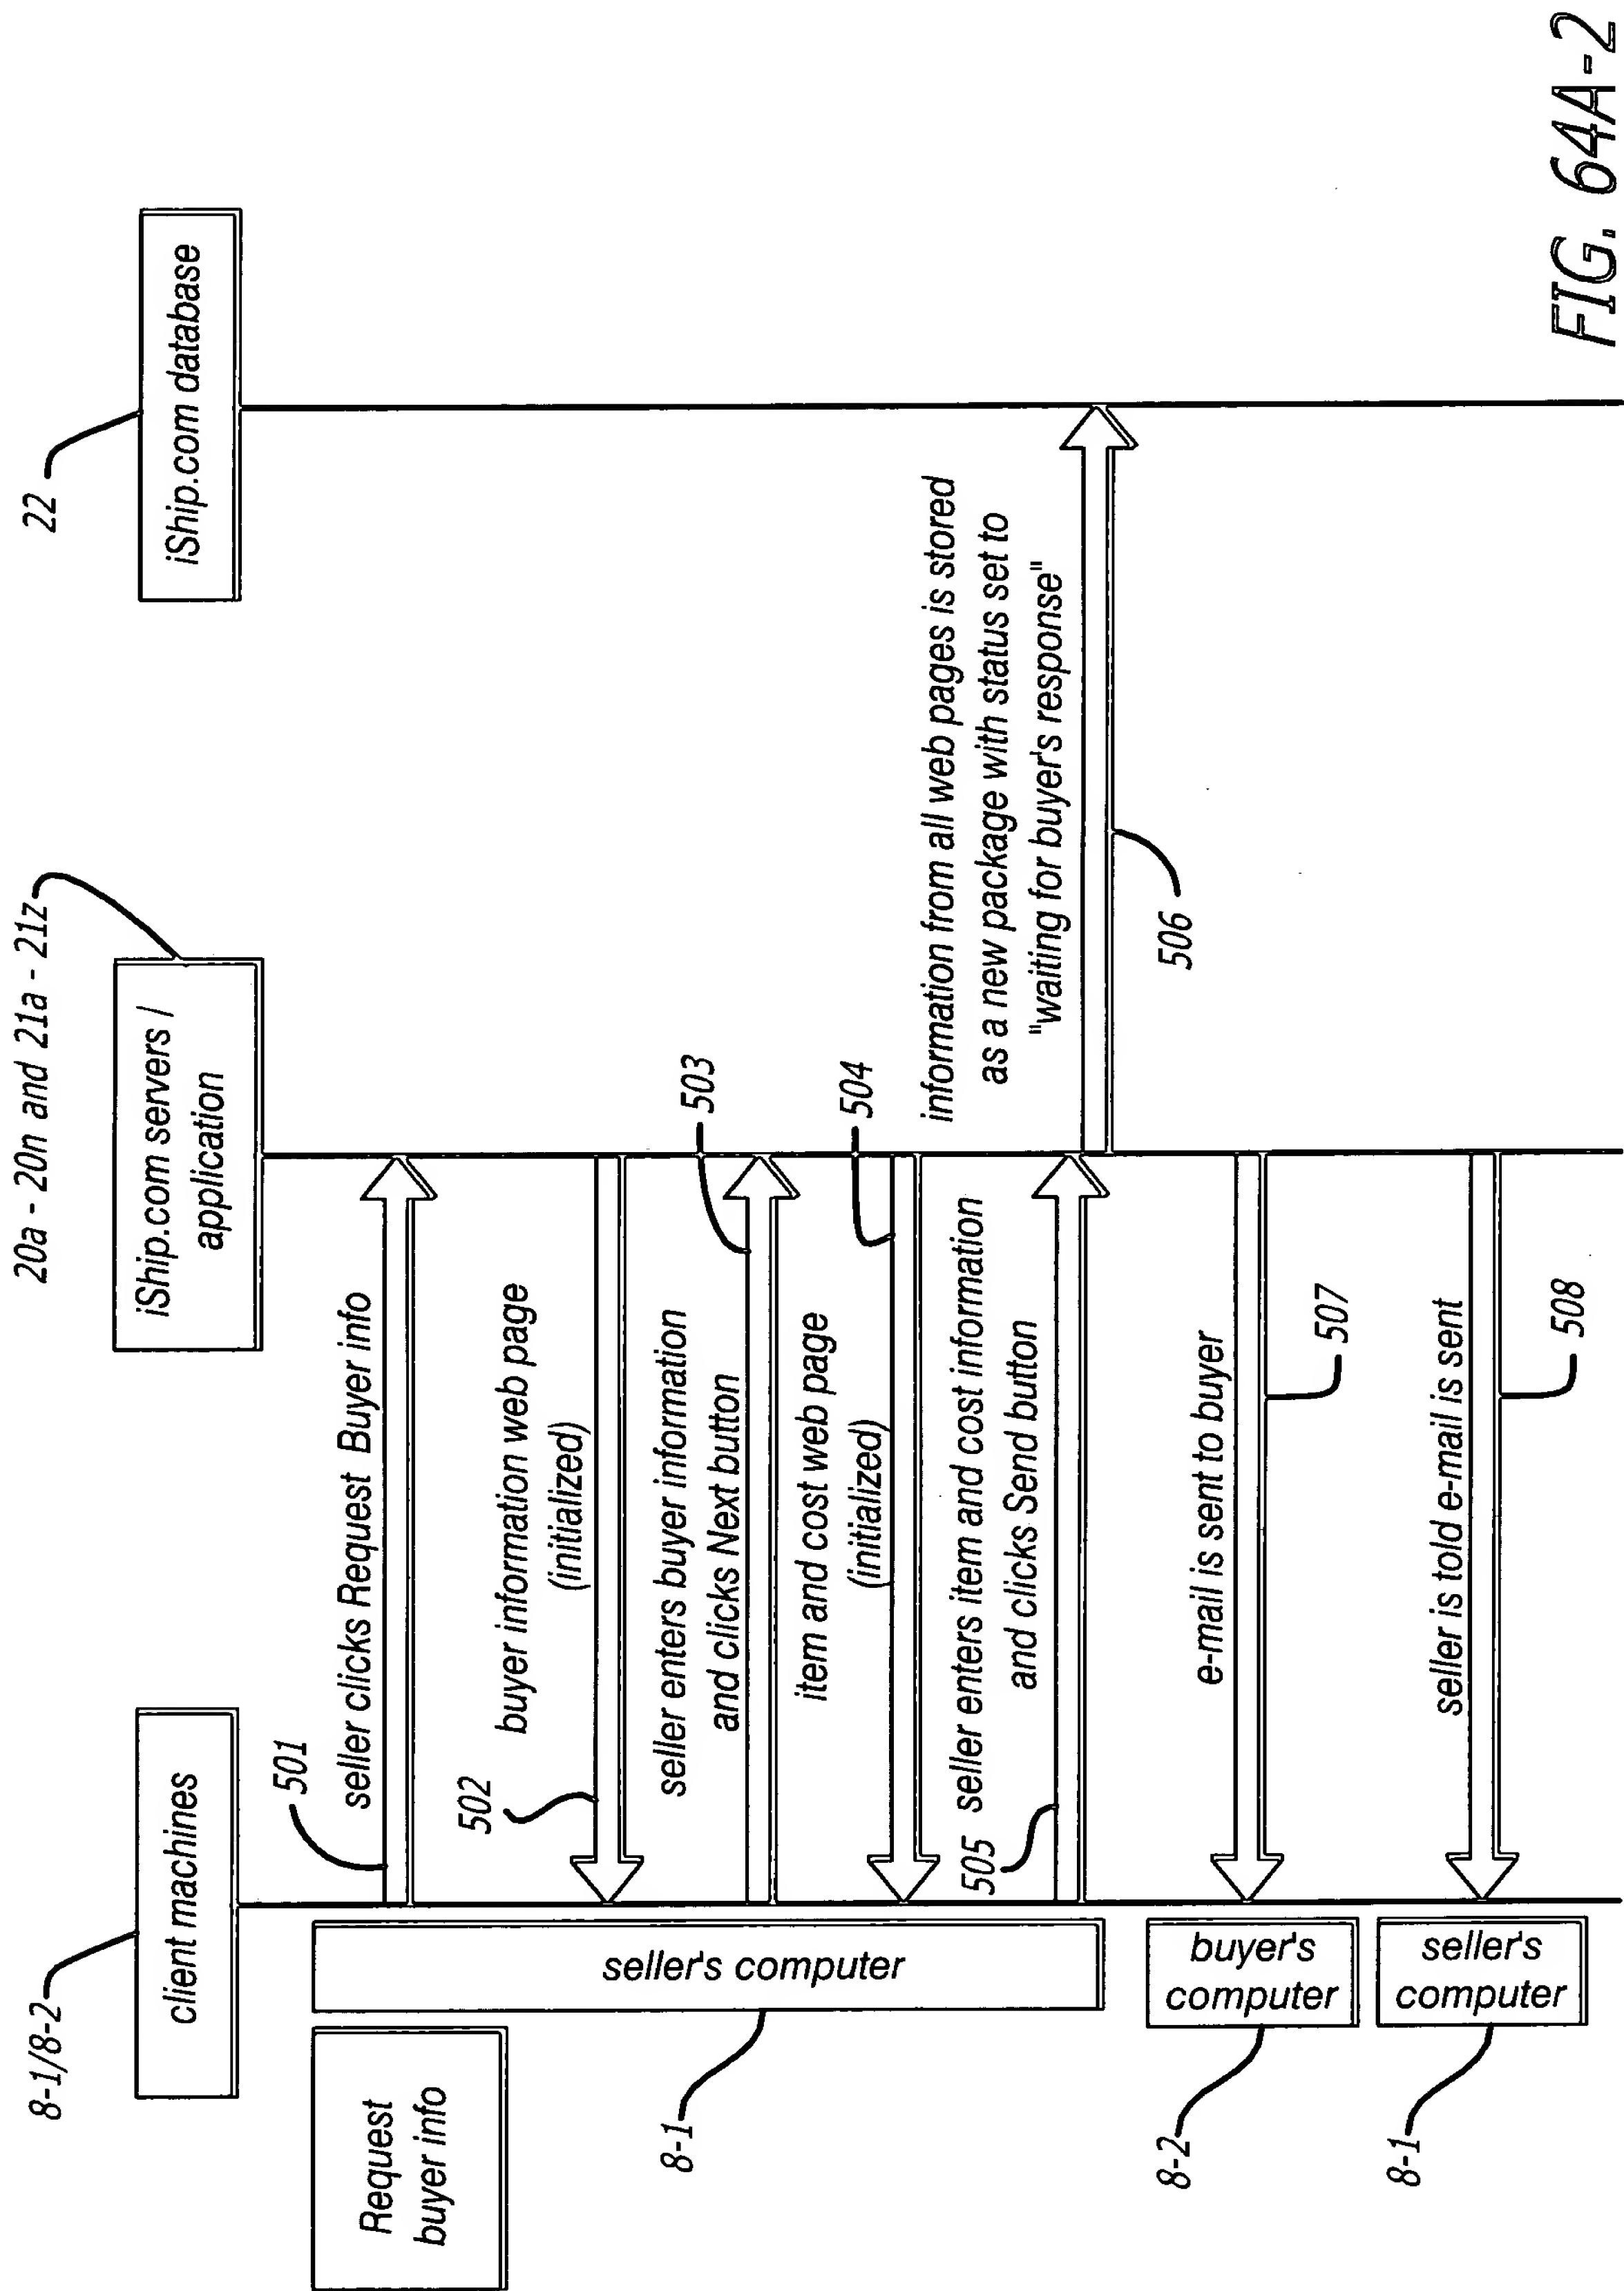 8-1/8-2
20a - 20n and 21a - 21z
22
client machines
iShip.com servers /
application
iShip.com database
Request
buyer info
501
seller clicks Request Buyer info
502
buyer information web page
(initialized)
seller enters buyer information
and clicks Next button
503
seller's computer
8-1
item and cost web page
(initialized)
504
505
seller enters item and cost information
and clicks Send button
information from all web pages is stored
as a new package with status set to
"waiting for buyer's response"
506
buyer's
computer
8-2
e-mail is sent to buyer
507
seller's
computer
8-1
seller is told e-mail is sent
508
FIG. 64A-2